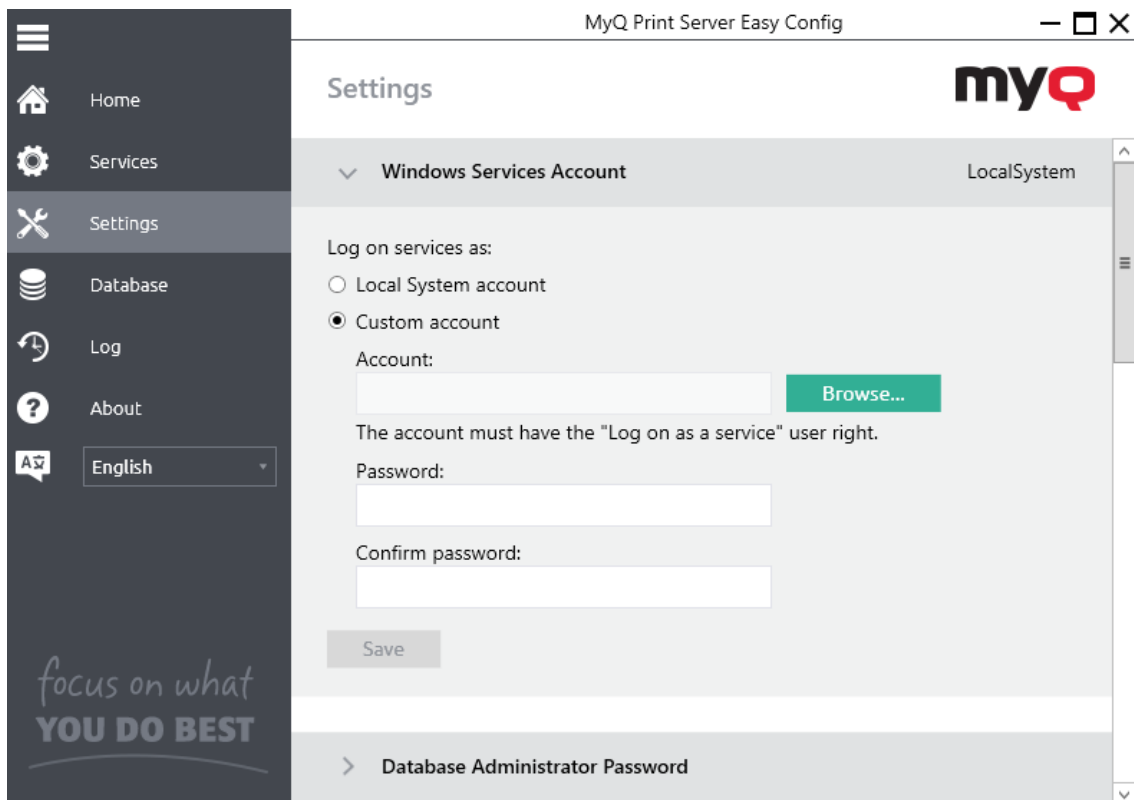 MyQ Print Server Easy Config
Home
Services
Settings
Database
Log
About
English
focus on what
YOU DO BEST
Settings
myQ
Windows Services Account LocalSystem
Log on services as:
Local System account
Custom account
Account:
Browse...
The account must have the "Log on as a service" user right.
Password:
Confirm password:
Save
Database Administrator Password